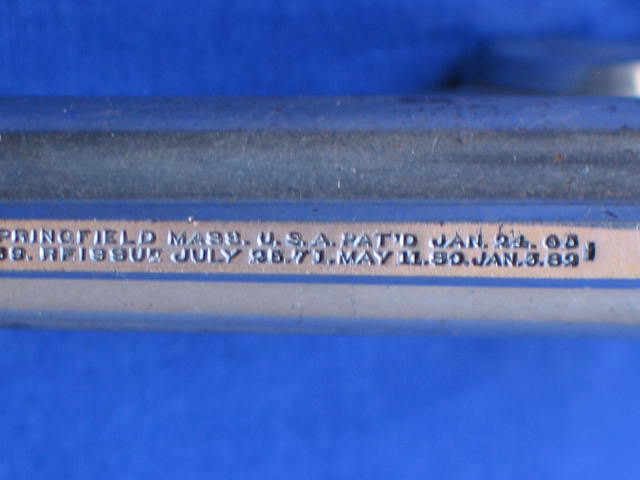 PRINGFIELD MASS. U.S.A. PAT'D JAN. 24. 65
69. REISSUE JULY 25.71. MAY 11.80. JAN.3.82